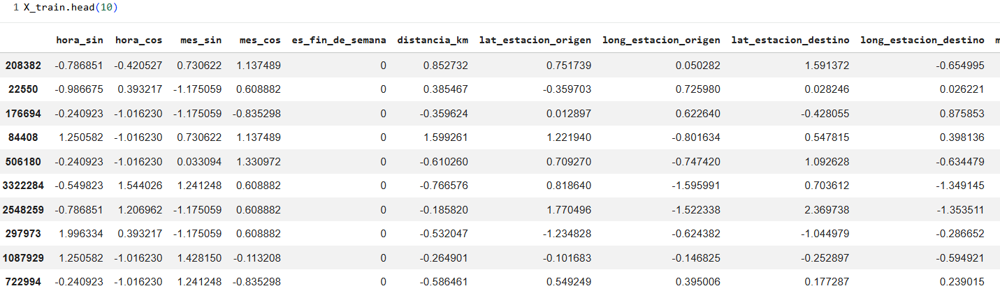 1 X_train.head(10)
hora_sin hora_cos mes_sin mes_cos es_fin_de_semana distancia_km lat_estacion_origen long_estacion_origen lat_estacion_destino long_estacion_destino
208382 -0.786851 -0.420527 0.730622 1.137489 0 0.852732 0.751739 0.050282 1.591372 -0.654995
22550 -0.986675 0.393217 -1.175059 0.608882 0 0.385467 -0.359703 0.725980 0.028246 0.026221
176694 -0.240923 -1.016230 -1.175059 -0.835298 0 -0.359624 0.012897 0.622640 -0.428055 0.875853
84408 1.250582 -1.016230 0.730622 1.137489 0 1.599261 1.221940 -0.801634 0.547815 0.398136
506180 -0.240923 -1.016230 0.033094 1.330972 0 -0.610260 0.709270 -0.747420 1.092628 -0.634479
3322284 -0.549823 1.544026 1.241248 0.608882 0 -0.766576 0.818640 -1.595991 0.703612 -1.349145
2548259 -0.786851 1.206962 -1.175059 0.608882 0 -0.185820 1.770496 -1.522338 2.369738 -1.353511
297973 1.996334 0.393217 -1.175059 0.608882 0 -0.532047 -1.234828 -0.624382 -1.044979 -0.286652
1087929 1.250582 -1.016230 1.428150 -0.113208 0 -0.264901 -0.101683 -0.146825 -0.252897 -0.594921
722994 -0.240923 -1.016230 1.241248 -0.835298 0 -0.586461 0.549249 0.395006 0.177287 0.239015